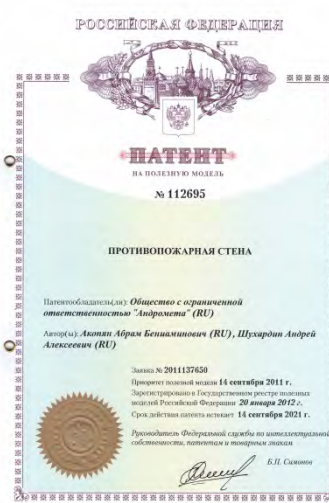 РОССИЙСКАЯ ФЕДЕРАЦИЯ
ПАТЕНТ
НА ПОЛЕЗНУЮ МОДЕЛЬ
№ 112695
ПРОТИВОПОЖАРНАЯ СТЕНА
Патентообладатель(ли): Общество с ограниченной
ответственностью "Андромета" (RU)
Автор(ы): Акопян Абрам Бениаминович (RU), Шухардин Андрей
Алексеевич (RU)
Заявка № 2011137650
Приоритет полезной модели 14 сентября 2011 г.
Зарегистрировано в Государственном реестре полезных
моделей Российской Федерации 20 января 2012 г.
Срок действия патента истекает 14 сентября 2021 г.
Руководитель Федеральной службы по интеллектуальной
собственности, патентам и товарным знакам
Б.П. Симонов